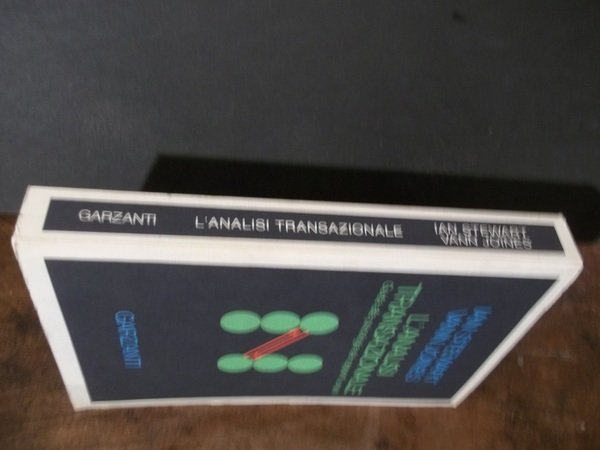 GARZANTI
L'ANALISI TRANSAZIONALE
IAN STEWART
VANN JOINES
IAN STEWART
VANN JOINES
L'ANALISI
TRANSAZIONALE
GARZANTI